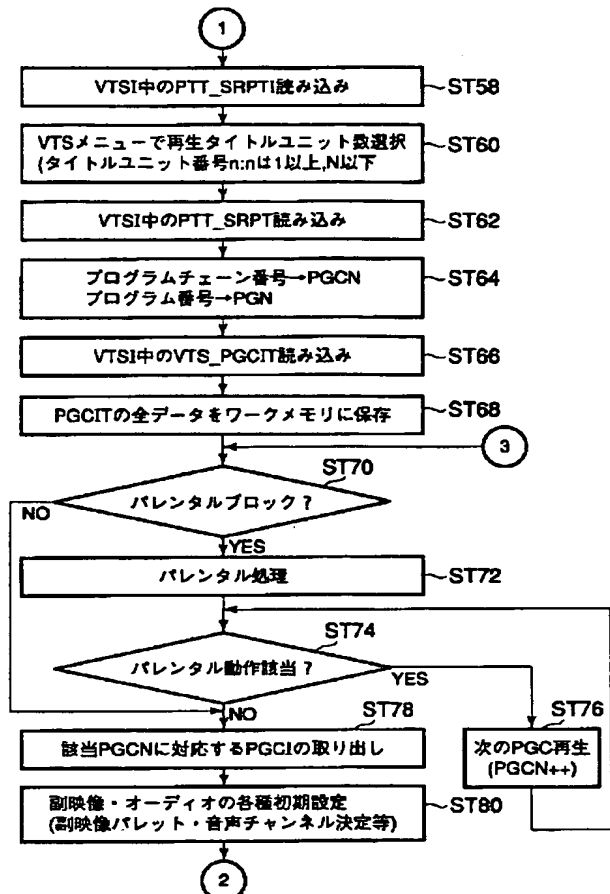 1
VTSI中のPTT_SRPTI読み込み
ST58
VTSメニューで再生タイトルユニット数選択
(タイトルユニット番号n:nは1以上,N以下
ST60
VTSI中のPTT_SRPT読み込み
ST62
プログラムチェーン番号→PGCN
プログラム番号→PGN
ST64
VTSI中のVTS_PGCIT読み込み
ST66
PGCITの全データをワークメモリに保存
ST68
3
ST70
パレンタルブロック?
NO
YES
パレンタル処理
ST72
ST74
パレンタル動作該当?
YES
NO
ST76
次のPGC再生
(PGCN++)
ST78
該当PGCNに対応するPGCIの取り出し
副映像・オーディオの各種初期設定
(副映像パレット・音声チャンネル決定等)
ST80
2